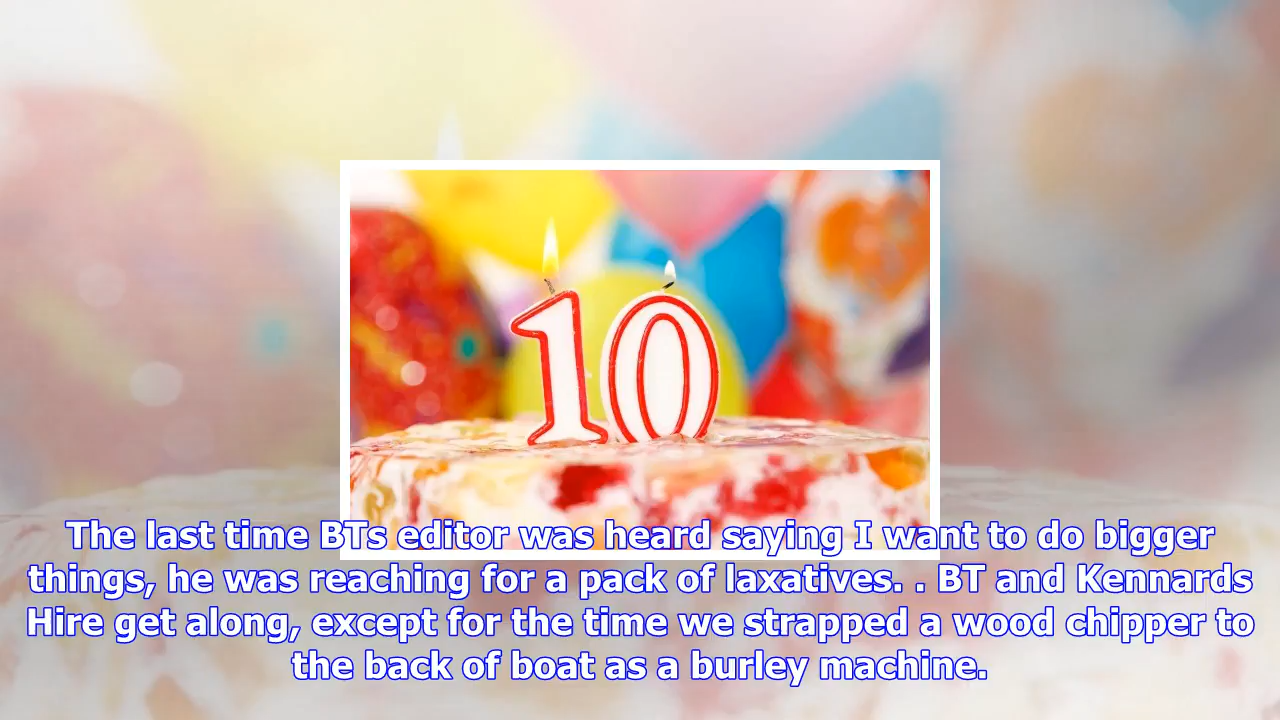 10
The last time BTs editor was heard saying I want to do bigger
things, he was reaching for a pack of laxatives. . BT and Kennards
Hire get along, except for the time we strapped a wood chipper to
the back of boat as a burley machine.